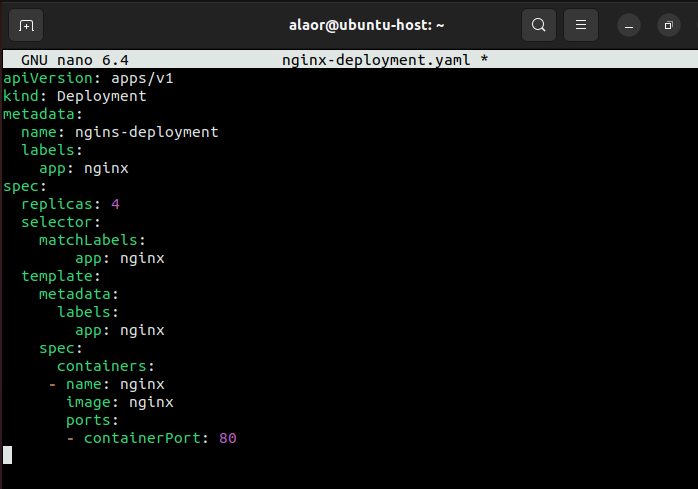 alaor@ubuntu-host: ~
GNU nano 6.4 nginx-deployment.yaml *
apiVersion: apps/v1
kind: Deployment
metadata:
  name: ngins-deployment
  labels:
    app: nginx
spec:
  replicas: 4
  selector:
    matchLabels:
        app: nginx
  template:
    metadata:
      labels:
        app: nginx
    spec:
      containers:
     - name: nginx
       image: nginx
       ports:
       - containerPort: 80